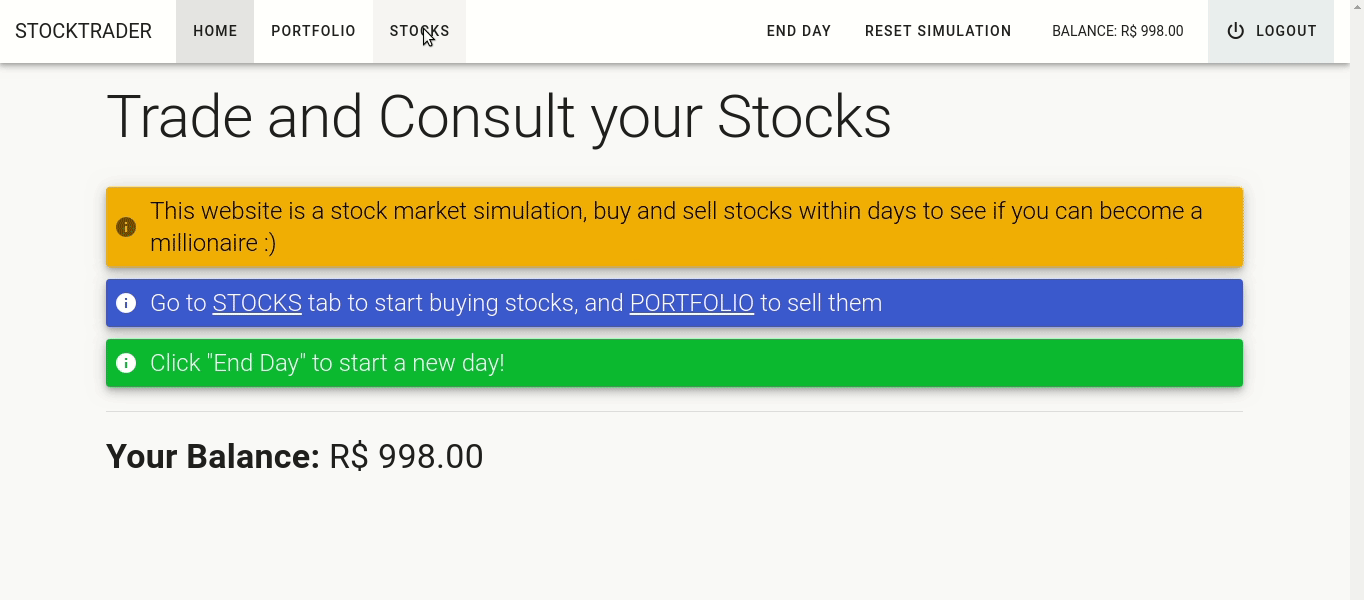 STOCKTRADER HOME PORTFOLIO STOCKS END DAY RESET SIMULATION BALANCE: R$ 998.00 LOGOUT
Trade and Consult your Stocks
This website is a stock market simulation, buy and sell stocks within days to see if you can become a
millionaire :)
Go to STOCKS tab to start buying stocks, and PORTFOLIO to sell them
Click "End Day" to start a new day!
Your Balance: R$ 998.00